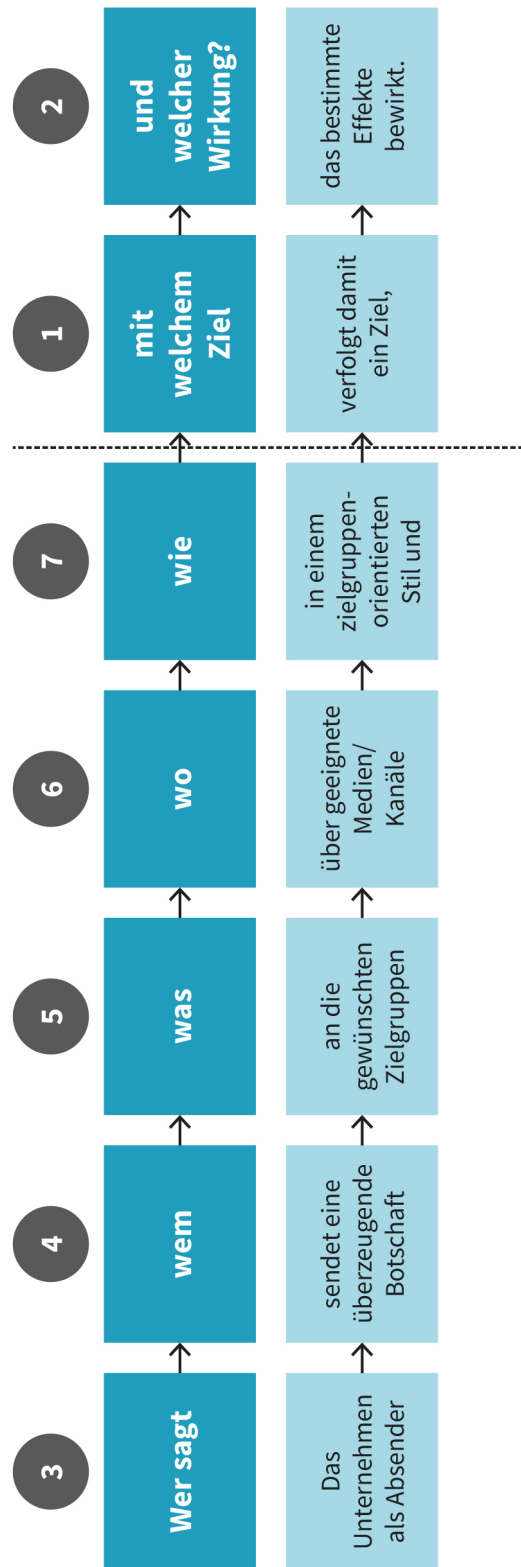 3
4
5
6
7
1
2
Wer sagt
wem
was
wo
wie
mit
welchem
Ziel
und
welcher
Wirkung?
Das
Unternehmen
als Absender
sendet eine
überzeugende
Botschaft
an die
gewünschten
Zielgruppen
über geeignete
Medien/
Kanäle
in einem
zielgruppen-
orientierten
Stil und
verfolgt damit
ein Ziel,
das bestimmte
Effekte
bewirkt.